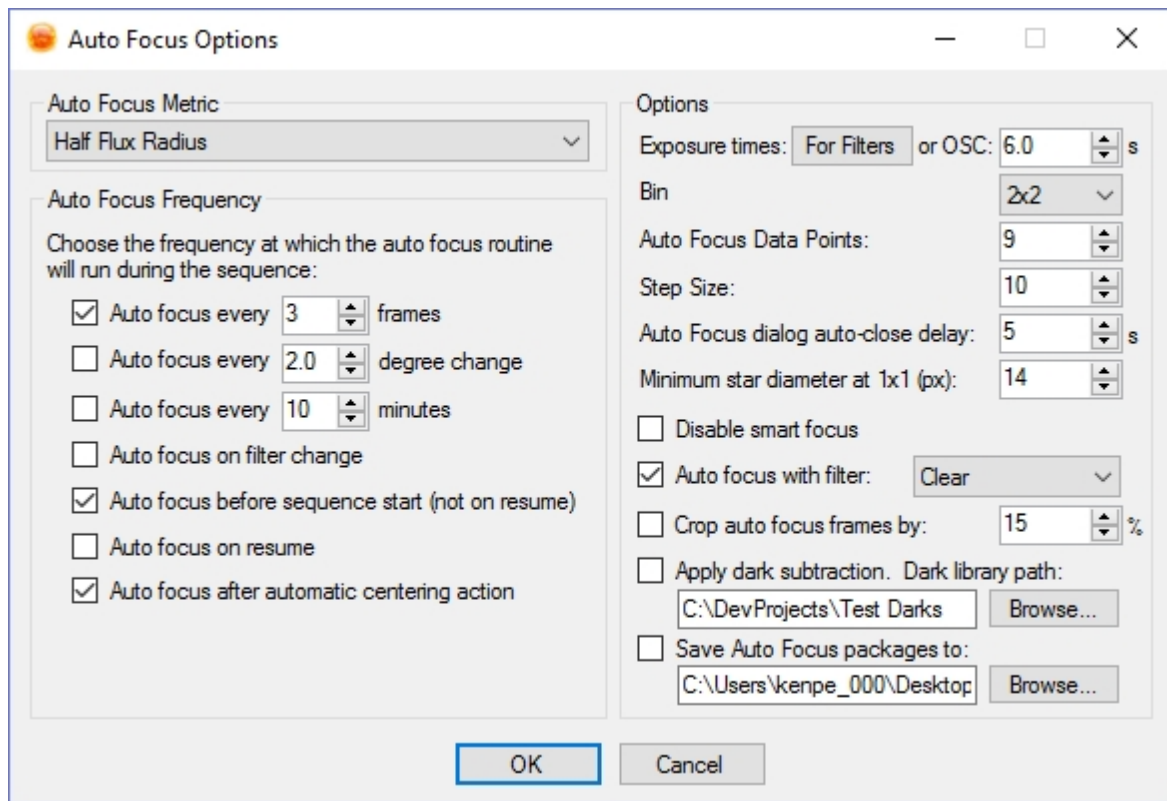 Auto Focus Options
Auto Focus Metric
Half Flux Radius
Auto Focus Frequency
Choose the frequency at which the auto focus routine
will run during the sequence:
Auto focus every 3 frames
Auto focus every 2.0 degree change
Auto focus every 10 minutes
Auto focus on filter change
Auto focus before sequence start (not on resume)
Auto focus on resume
Auto focus after automatic centering action
Options
Exposure times: For Filters or OSC: 6.0 s
Bin 2x2
Auto Focus Data Points: 9
Step Size: 10
Auto Focus dialog auto-close delay: 5 s
Minimum star diameter at 1x1 (px): 14
Disable smart focus
Auto focus with filter: Clear
Crop auto focus frames by: 15 %
Apply dark subtraction. Dark library path:
C:\DevProjects\Test Darks Browse...
Save Auto Focus packages to:
C:\Users\kenpe_000\Desktop Browse...
OK Cancel